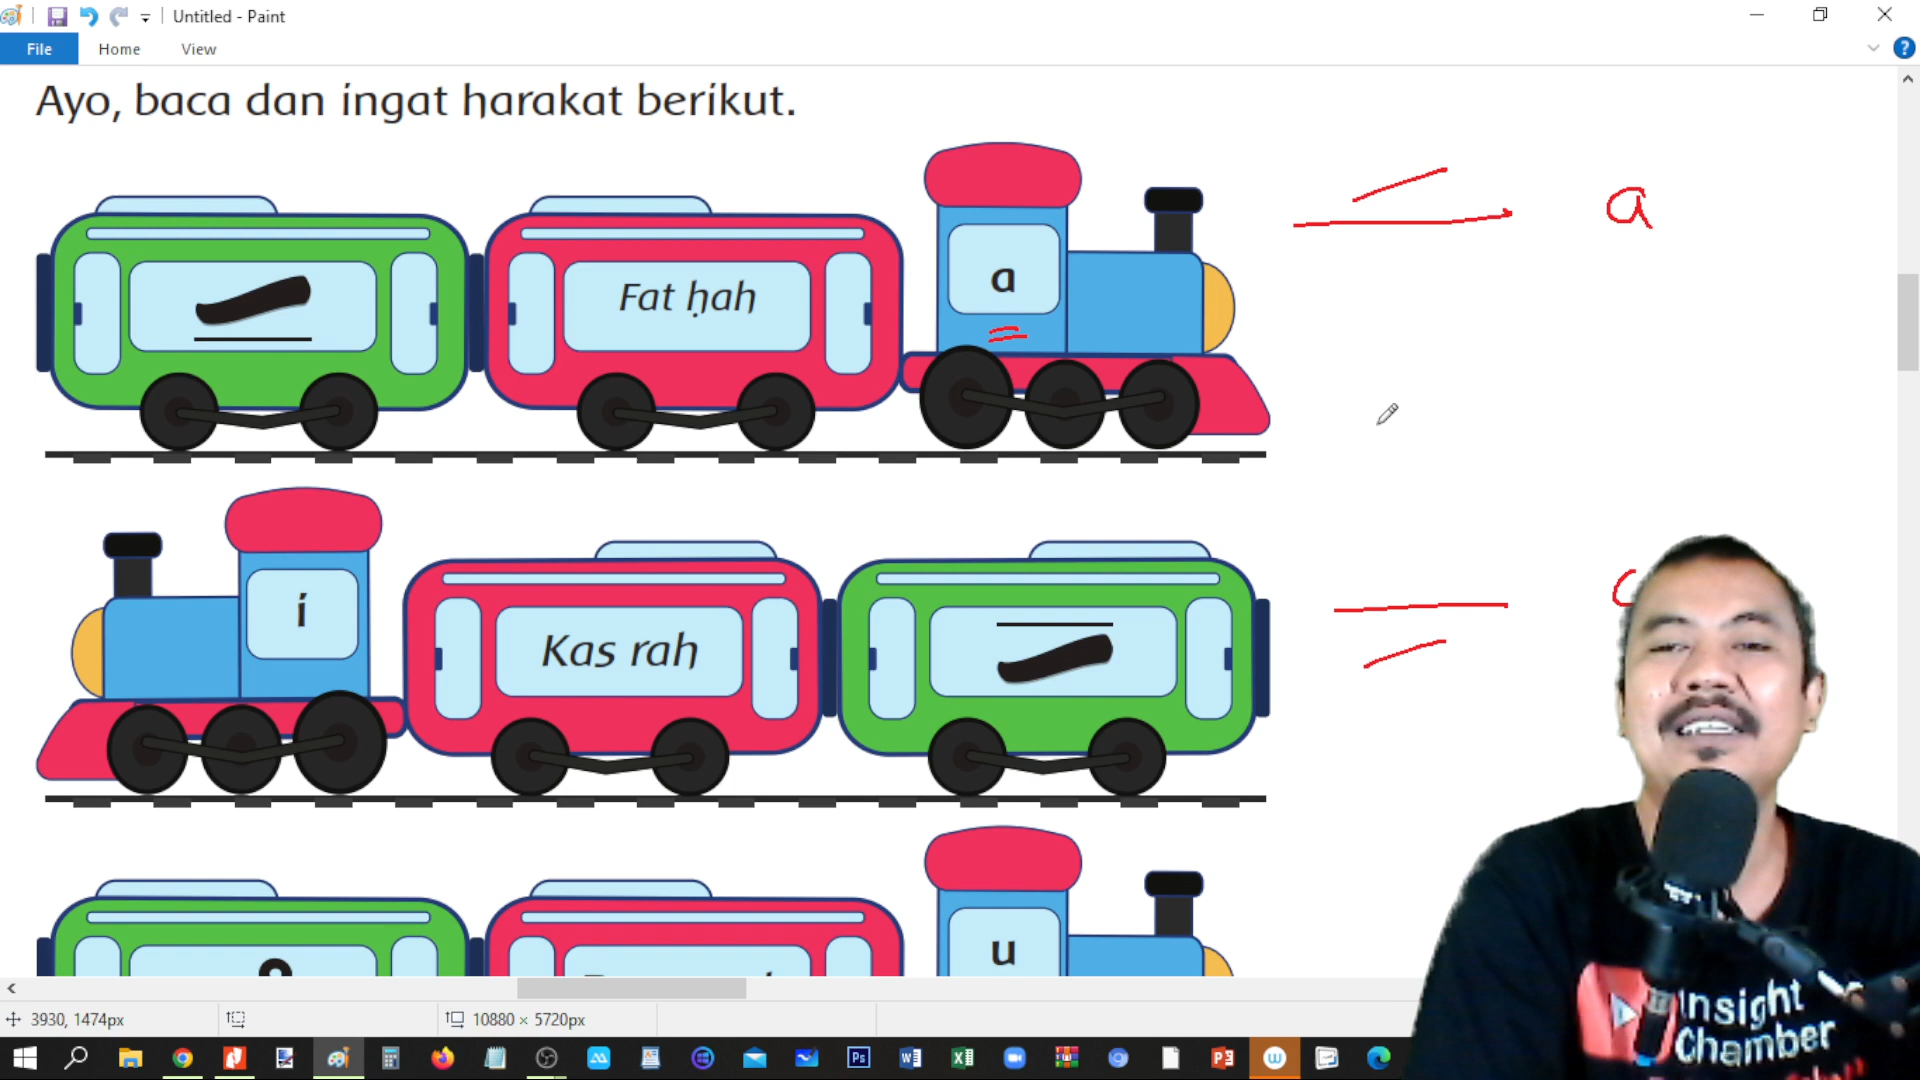 Untitled - Paint
File Home View
Ayo, baca dan ingat harakat berikut.
Fat ḥah
a
a
i
Kas rah
u
3930, 1474px
10880 × 5720px
Insight
Chamber